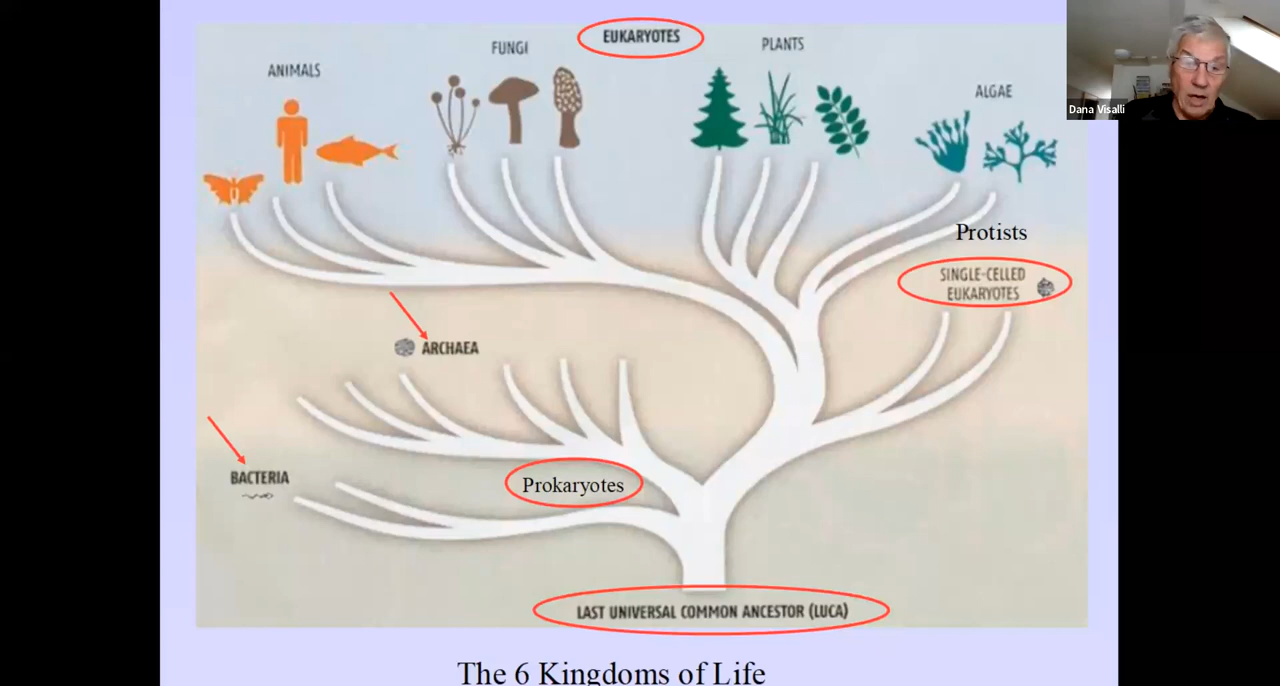 EUKARYOTES
FUNGI
PLANTS
ANIMALS
ALGAE
Dana Visalli
Protists
SINGLE-CELLED
EUKARYOTES
ARCHAEA
BACTERIA
Prokaryotes
LAST UNIVERSAL COMMON ANCESTOR (LUCA)
The 6 Kingdoms of Life